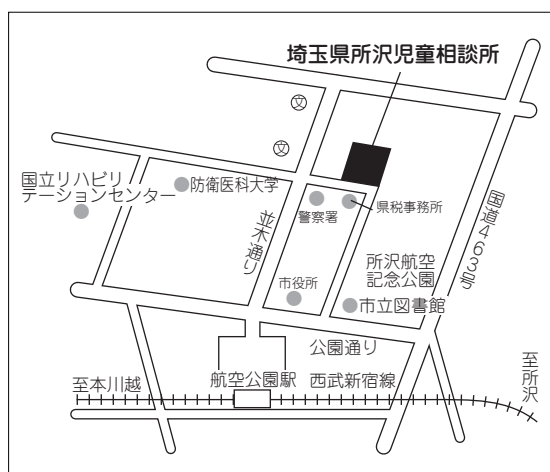 埼玉県所沢児童相談所
文
文
国立リハビリ
テーションセンター
防衛医科大学
警察署
県税事務所
国道463号
並木通り
所沢航空
記念公園
市役所
市立図書館
公園通り
至本川越
航空公園駅
西武新宿線
至所沢